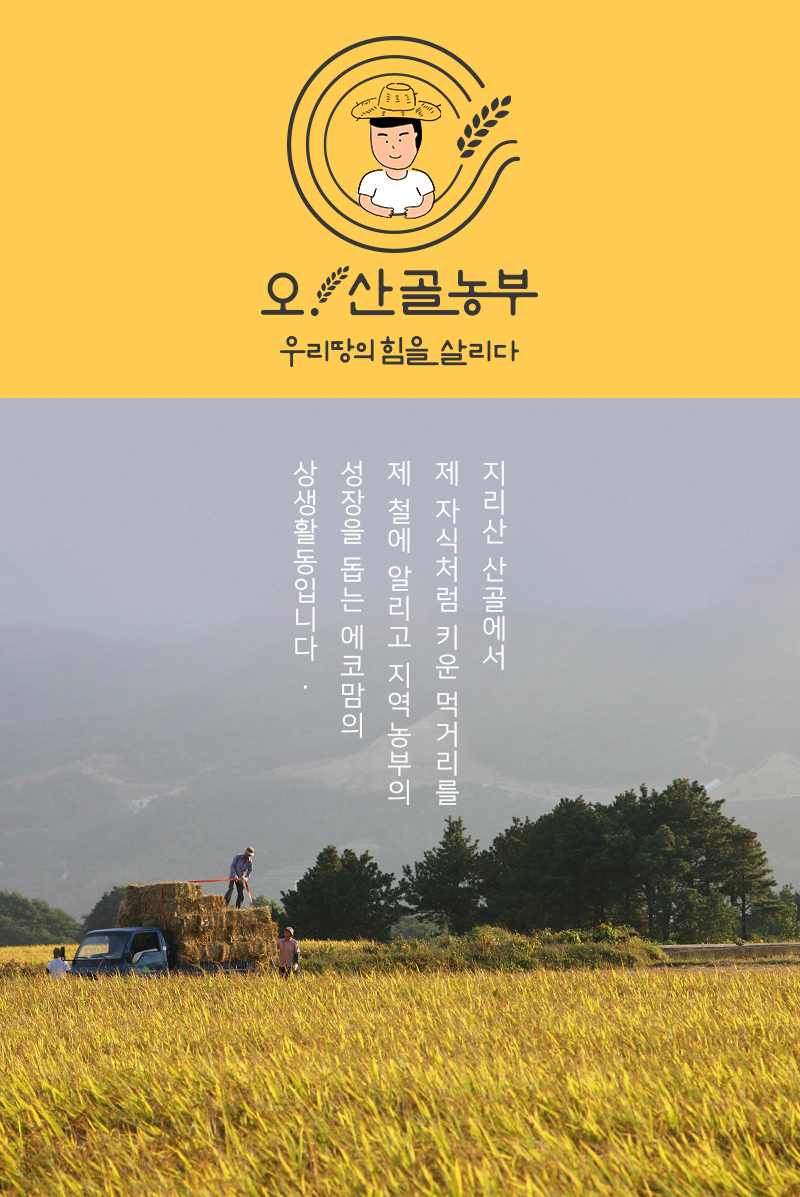 오! 산골농부
우리땅의 힘을 살리다
지리산 산골에서
제 자식처럼 키운 먹거리를
제 철에 알리고 지역농부의
성장을 돕는 에코맘의
상생활동입니다.